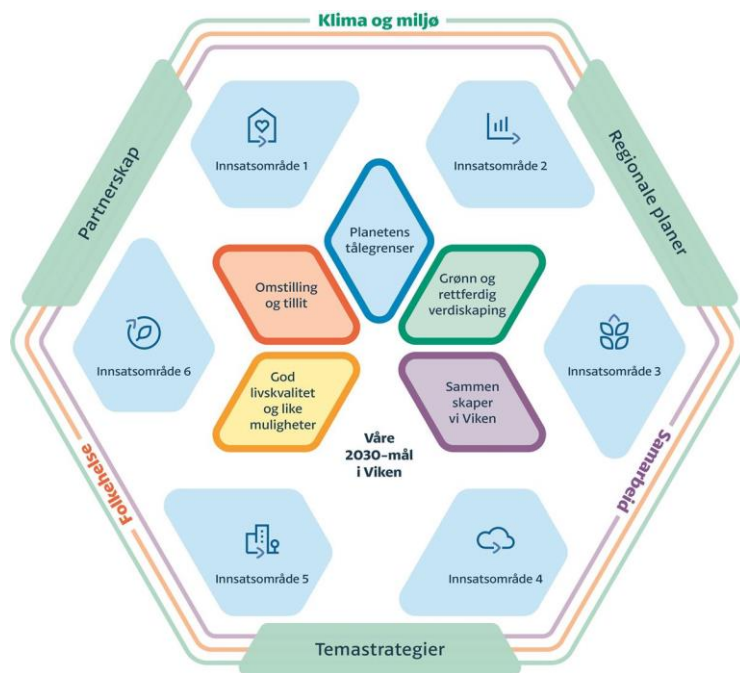 Klima og miljø
Partnerskap
Regionale planer
Innsatsområde 1
Innsatsområde 2
Planetens
tålegrenser
Omstilling
og tillit
Grønn og
rettferdig
verdiskaping
Innsatsområde 6
Innsatsområde 3
God
livskvalitet
og like
muligheter
Sammen
skaper
vi Viken
Våre
2030-mål
i Viken
Folkehelse
Samarbeid
Innsatsområde 5
Innsatsområde 4
Temastrategier